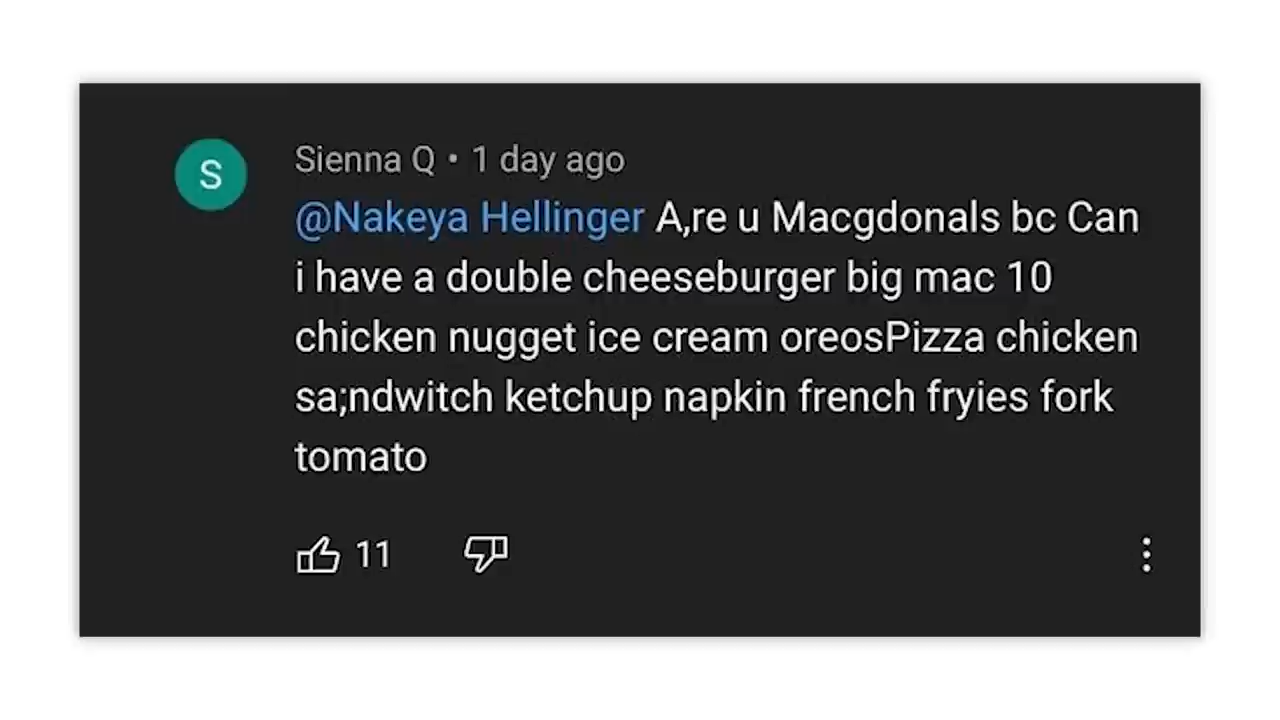 S
Sienna Q • 1 day ago
@Nakeya Hellinger A,re u Macgdonals bc Can
i have a double cheeseburger big mac 10
chicken nugget ice cream oreosPizza chicken
sa;ndwitch ketchup napkin french fryies fork
tomato
11